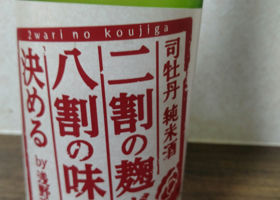 2wari no koujiga
司牡丹 純米酒
二割の麹が
八割の味
決める
by 浅野